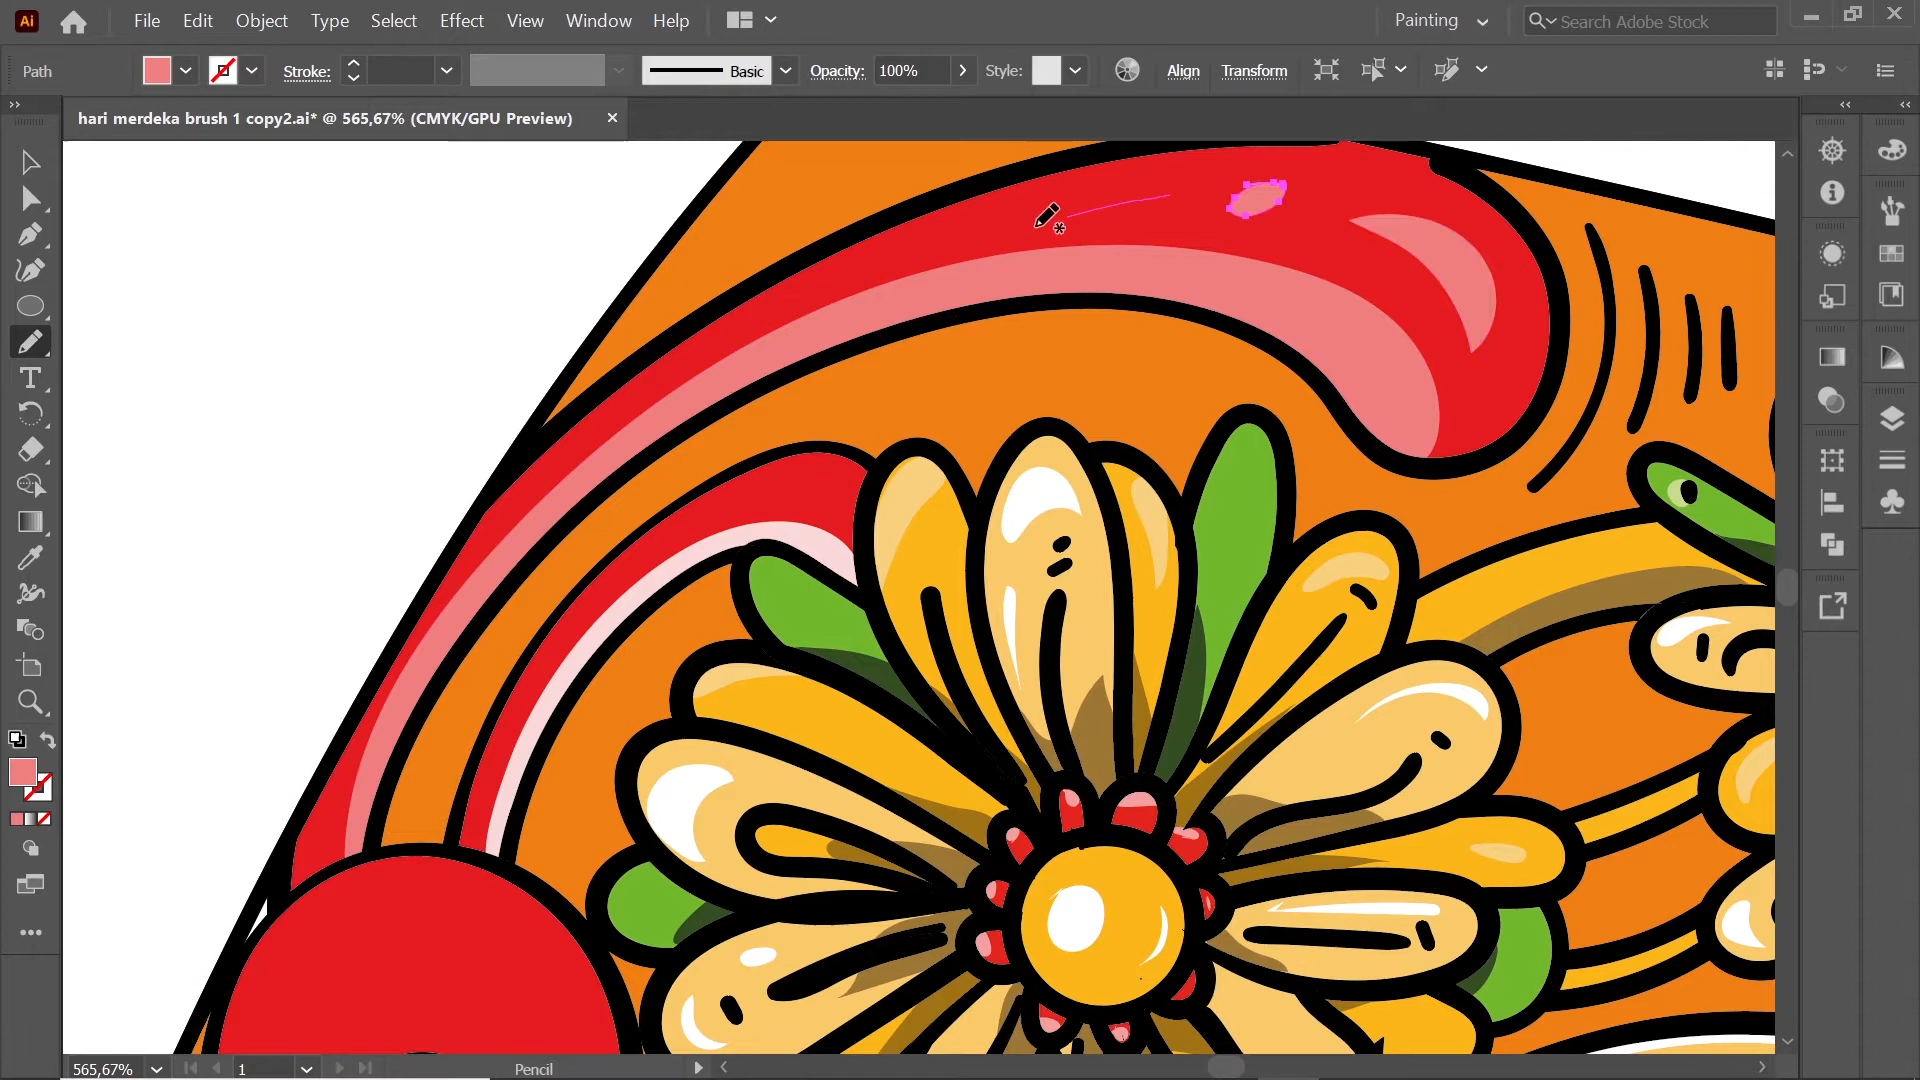 Ai File Edit Object Type Select Effect View Window Help Painting Search Adobe Stock
Path Stroke: Basic Opacity: 100% Style: Align Transform
hari merdeka brush 1 copy2.ai* @ 565,67% (CMYK/GPU Preview)
565,67% 1 Pencil